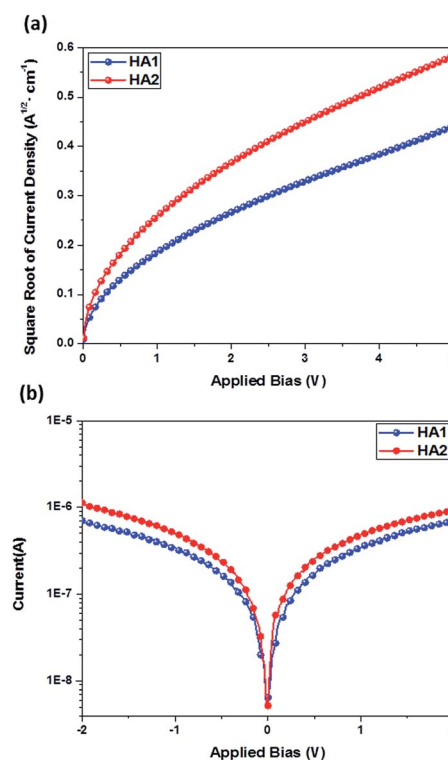 (a)
0.6
HA1
HA2
0.5
0.4
0.3
0.2
0.1
0.0
Square Root of Current Density (A^1/2· cm^-1)
0 1 2 3 4
Applied Bias (V)
(b)
1E-5
HA1
HA2
1E-6
1E-7
1E-8
Current(A)
-2 -1 0 1
Applied Bias (V)